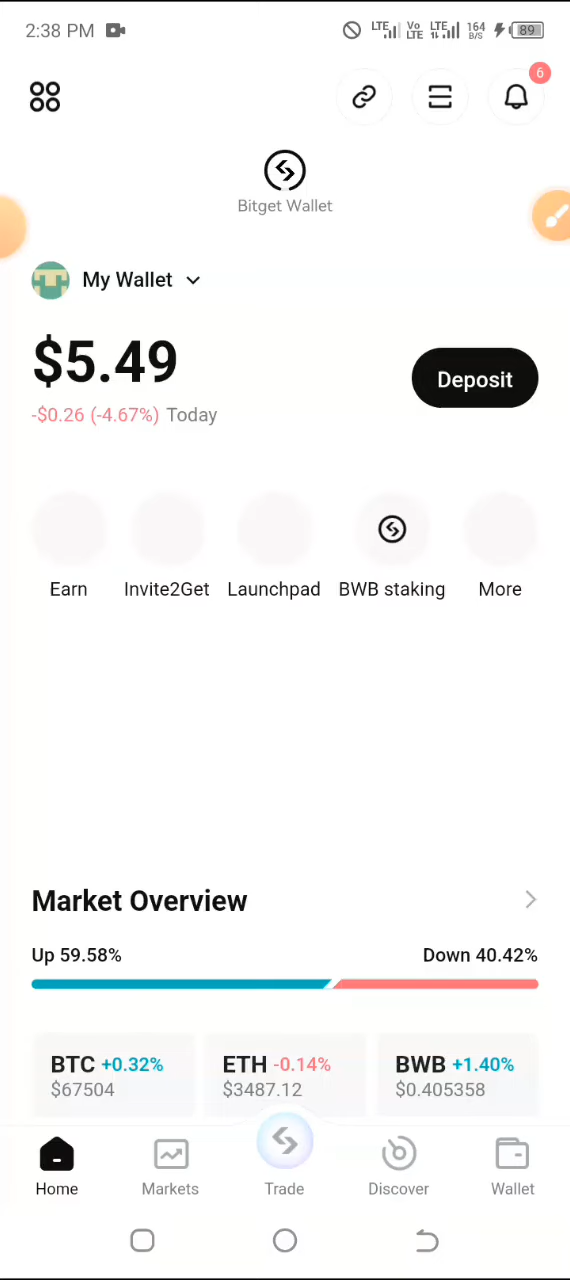 2:38 PM LTE Vo LTE LTE 164 B/S 89
6
Bitget Wallet
My Wallet
$5.49
Deposit
-$0.26 (-4.67%) Today
Earn Invite2Get Launchpad BWB staking More
Market Overview
Up 59.58% Down 40.42%
BTC +0.32% ETH -0.14% BWB +1.40%
$67504 $3487.12 $0.405358
Home Markets Trade Discover Wallet